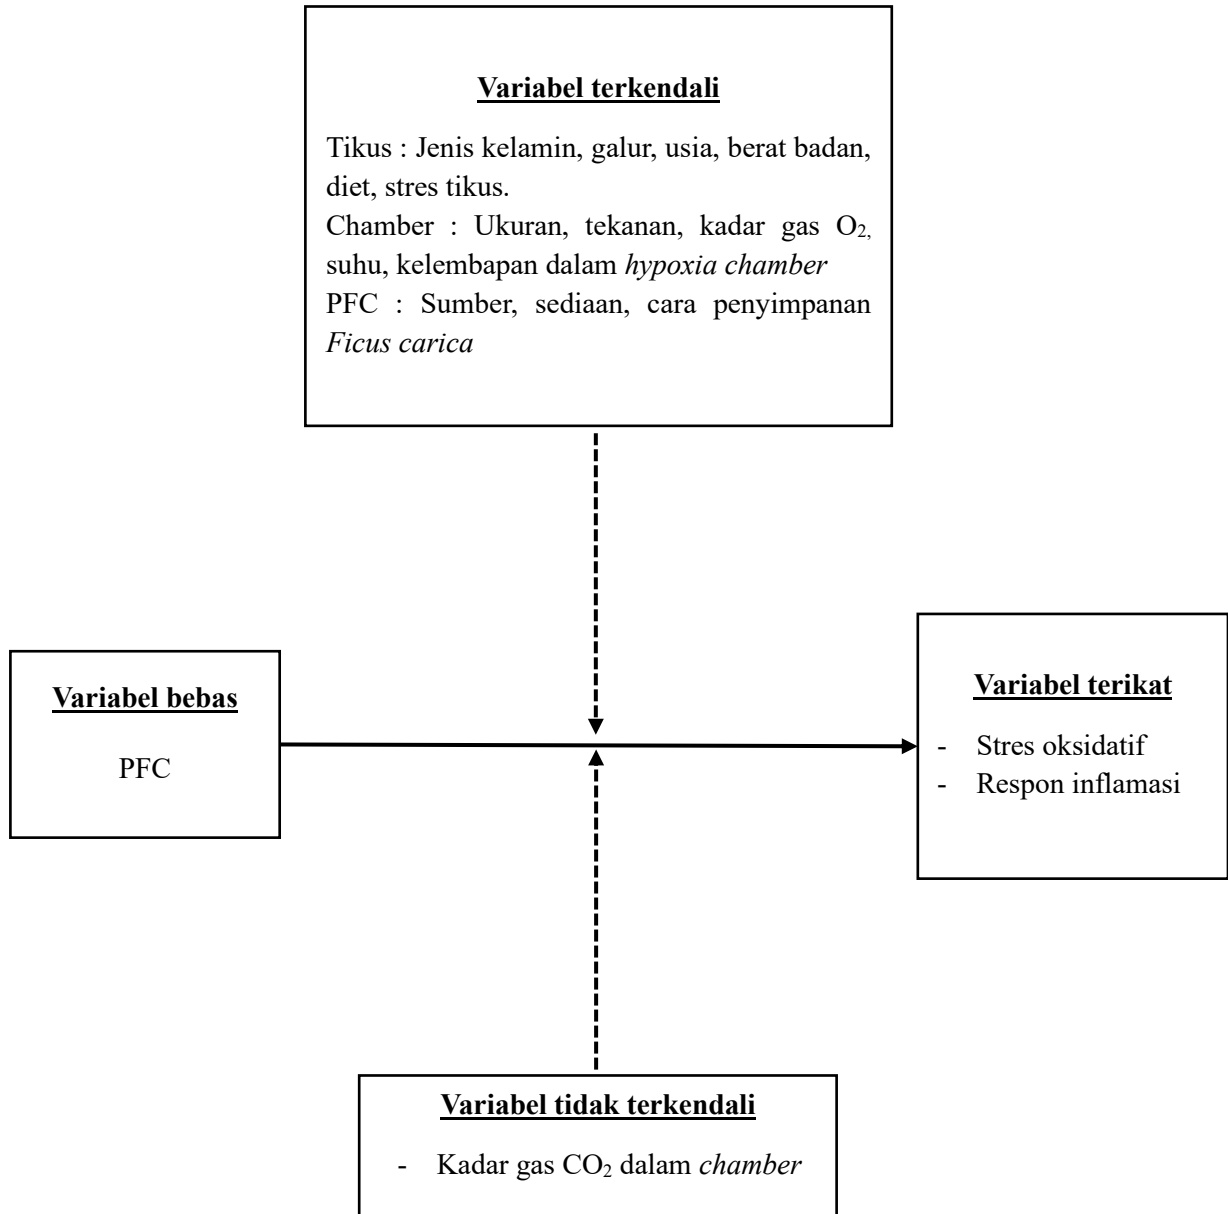 Variabel terkendali
Tikus : Jenis kelamin, galur, usia, berat badan,
diet, stres tikus.
Chamber : Ukuran, tekanan, kadar gas O₂,
suhu, kelembapan dalam hypoxia chamber
PFC : Sumber, sediaan, cara penyimpanan
Ficus carica
Variabel bebas
PFC
Variabel terikat
- Stres oksidatif
- Respon inflamasi
Variabel tidak terkendali
- Kadar gas CO₂ dalam chamber